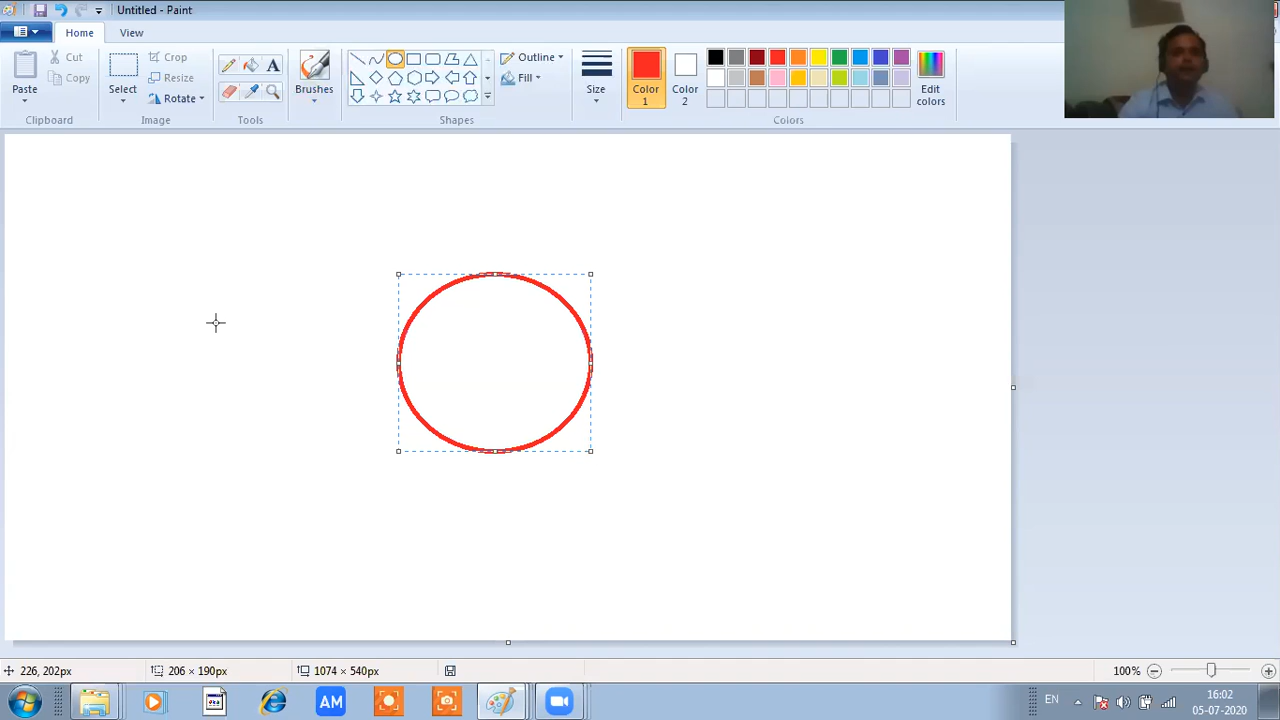 Untitled - Paint
Home View
Paste
Cut
Copy
Clipboard
Select
Crop
Resize
Rotate
Image
A
Tools
Brushes
Outline
Fill
Shapes
Size
Color 1
Color 2
Edit colors
Colors
226, 202px 206 × 190px 1074 × 540px 100%
AM EN 16:02
05-07-2020